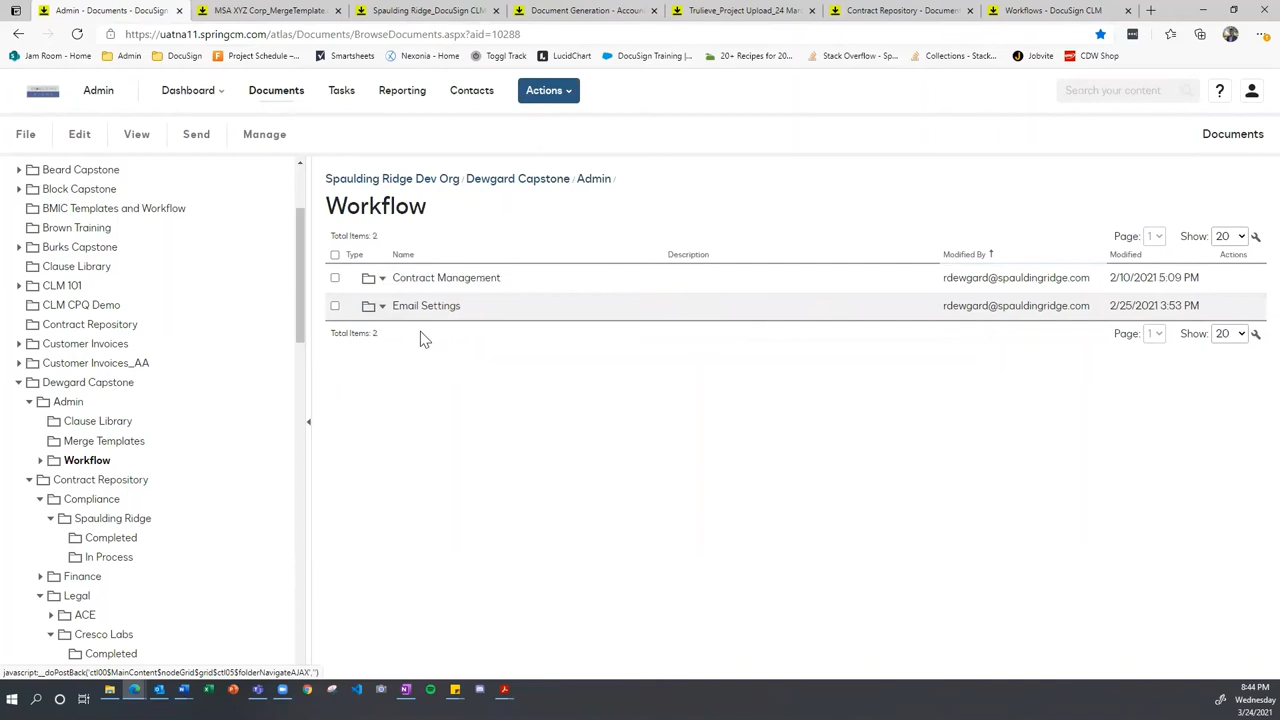 Admin - Documents - DocuSign
MSA XYZ Corp_MergeTemplate.
Spaulding Ridge_DocuSign CLM
Document Generation - Accoun
Trulieve_Project Upload_24 Mar
Contract Repository - Documen
Workflows - DocuSign CLM
https://uatna11.springcm.com/atlas/Documents/BrowseDocuments.aspx?aid=10288
Jam Room - Home
Admin
DocuSign
Project Schedule –...
Smartsheets
Nexonia - Home
Toggl Track
LucidChart
DocuSign Training |...
20+ Recipes for 20...
Stack Overflow - Sp...
Collections - Stack...
Jobvite
CDW Shop
Admin
Dashboard
Documents
Tasks
Reporting
Contacts
Actions
Search your content
?
File
Edit
View
Send
Manage
Documents
Beard Capstone
Block Capstone
BMIC Templates and Workflow
Brown Training
Burks Capstone
Clause Library
CLM 101
CLM CPQ Demo
Contract Repository
Customer Invoices
Customer Invoices_AA
Dewgard Capstone
Admin
Clause Library
Merge Templates
Workflow
Contract Repository
Compliance
Spaulding Ridge
Completed
In Process
Finance
Legal
ACE
Cresco Labs
Completed
Spaulding Ridge Dev Org / Dewgard Capstone / Admin /
Workflow
Total Items: 2
Page: 1 Show: 20
Type Name Description Modified By Modified Actions
Contract Management rdewgard@spauldingridge.com 2/10/2021 5:09 PM
Email Settings rdewgard@spauldingridge.com 2/25/2021 3:53 PM
Total Items: 2
Page: 1 Show: 20
javascript:__doPostBack('ctl00$MainContent$nodeGrid$grid$ctl05$folderNavigateAJAX','')
8:44 PM
Wednesday
3/24/2021